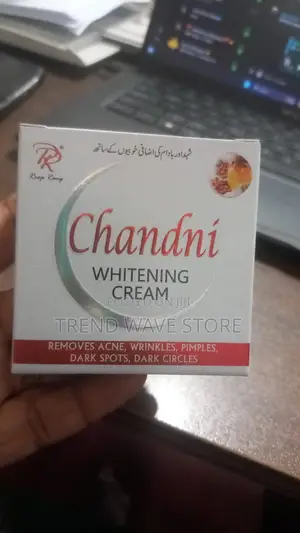 شہد اور بادام کی اضافی خوبیوں کے ساتھ
Chandni
WHITENING
CREAM
TREND WAVE STORE
REMOVES ACNE, WRINKLES, PIMPLES,
DARK SPOTS, DARK CIRCLES